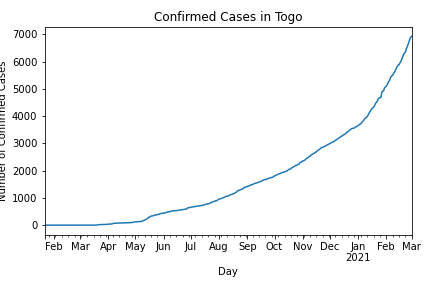 Confirmed Cases in Togo
7000
6000
5000
4000
3000
2000
1000
0
Number of Confirmed Cases
Feb Mar Apr May Jun Jul Aug Sep Oct Nov Dec Jan Feb Mar
2021
Day